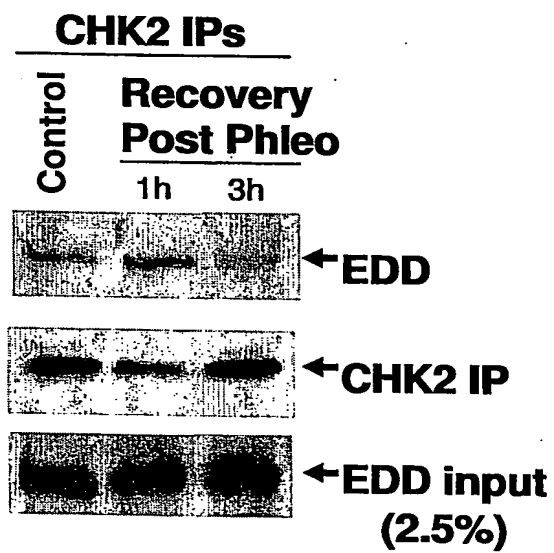 CHK2 IPs
Control
Recovery
Post Phleo
1h
3h
EDD
CHK2 IP
EDD input
(2.5%)